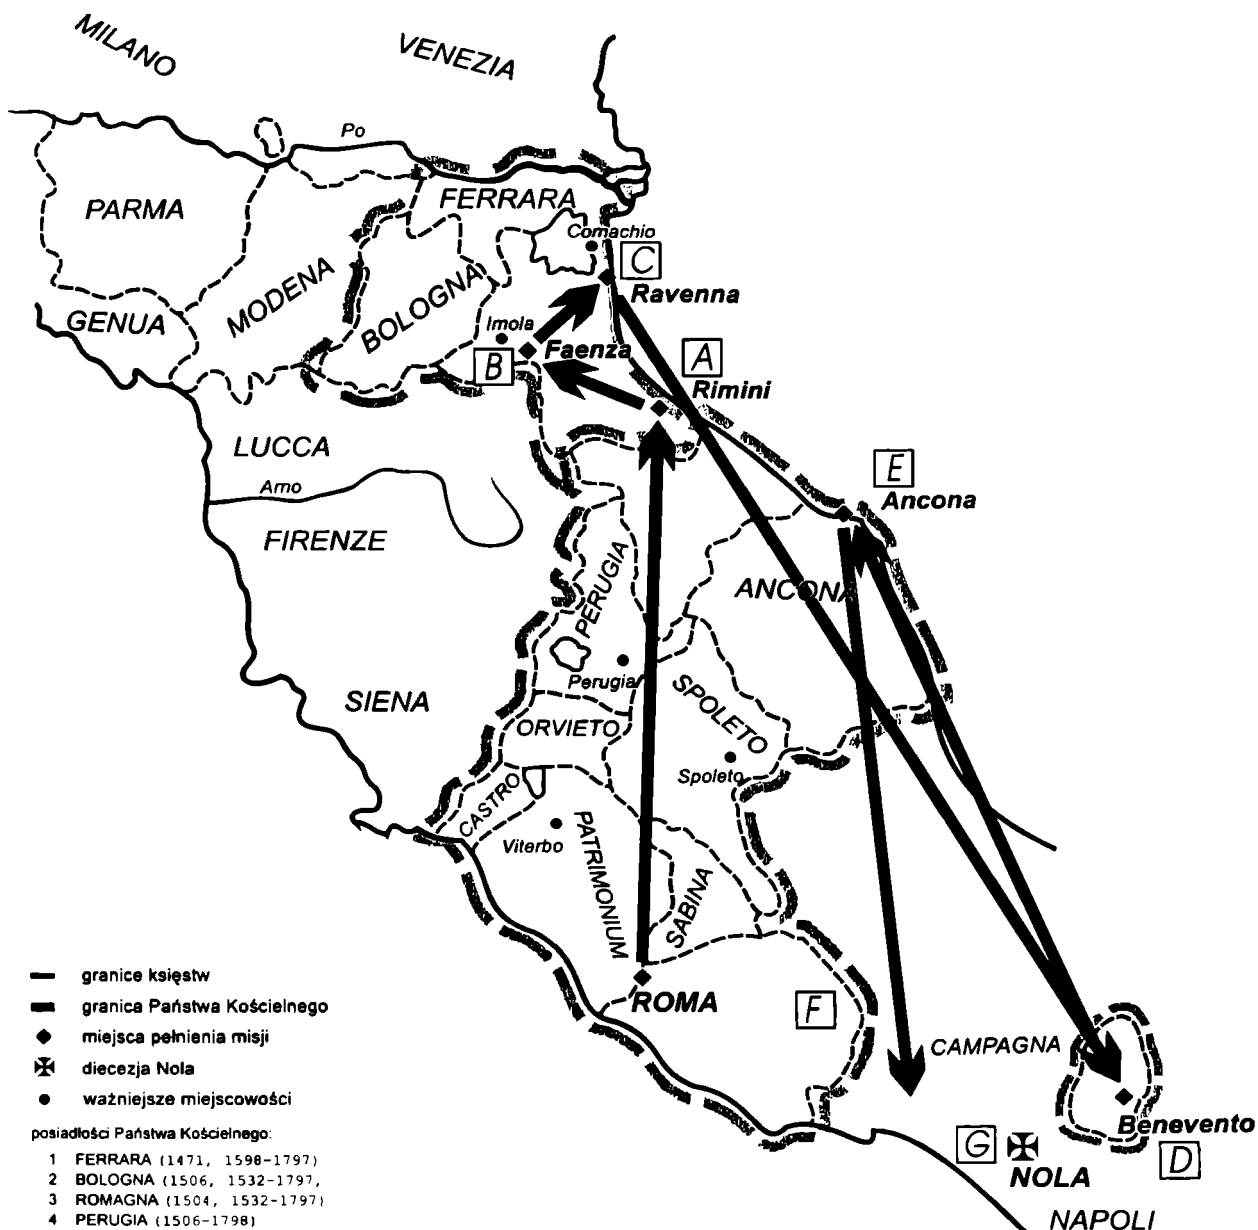 MILANO
VENEZIA
Po
PARMA
FERRARA
Comachio
C
Ravenna
MODENA
BOLOGNA
GENUA
Imola
Faenza
B
A
Rimini
LUCCA
Arno
E
Ancona
FIRENZE
PERUGIA
ANCONA
Perugia
SIENA
SPOLETO
ORVIETO
Spoleto
CASTRO
Viterbo
PATRIMONIUM
SABINA
ROMA
F
CAMPAGNA
Benevento
D
G
NOLA
NAPOLI
granice księstw
granica Państwa Kościelnego
miejsca pełnienia misji
diecezja Nola
ważniejsze miejscowości
posiadłości Państwa Kościelnego:
1 FERRARA (1471, 1598-1797)
2 BOLOGNA (1506, 1532-1797,
3 ROMAGNA (1504, 1532-1797)
4 PERUGIA (1506-1798)